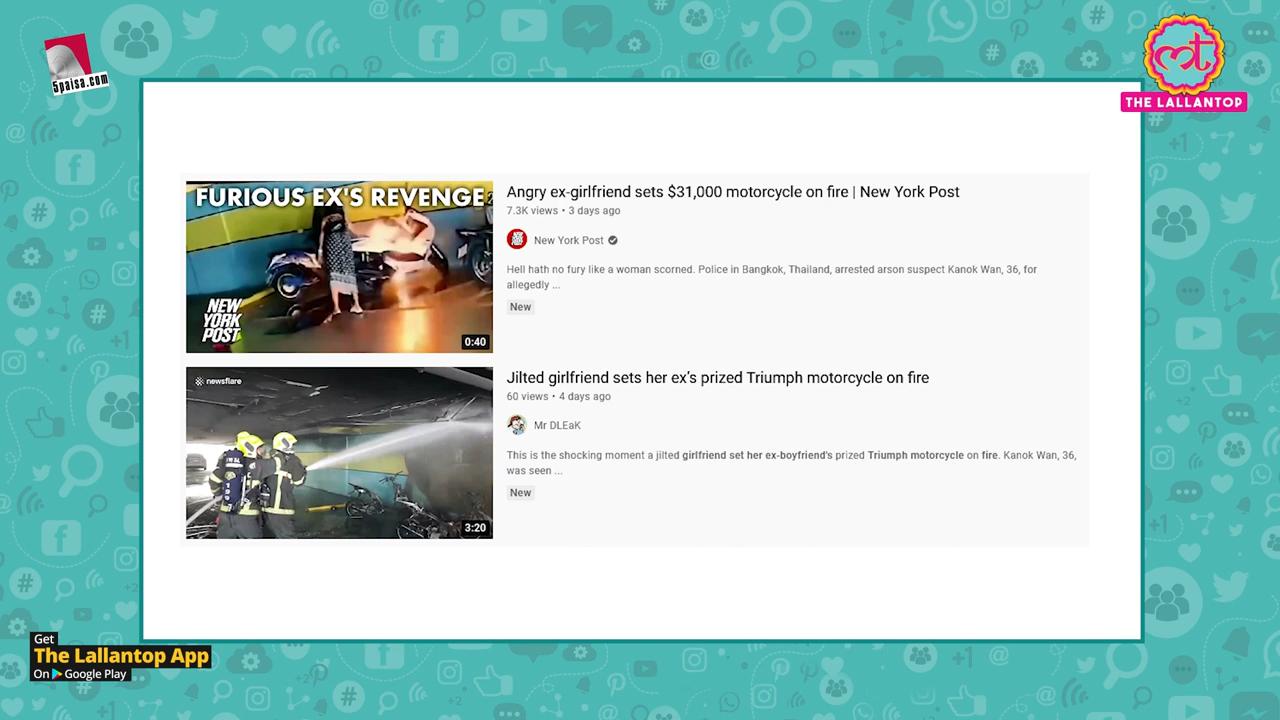 5paisa.com
मत
THE LALLANTOP
FURIOUS EX'S REVENGE
NEW
YORK
POST
0:40
Angry ex-girlfriend sets $31,000 motorcycle on fire | New York Post
7.3K views • 3 days ago
New York Post
Hell hath no fury like a woman scorned. Police in Bangkok, Thailand, arrested arson suspect Kanok Wan, 36, for
allegedly ...
New
newsflare
3:20
Jilted girlfriend sets her ex's prized Triumph motorcycle on fire
60 views • 4 days ago
Mr DLEaK
This is the shocking moment a jilted girlfriend set her ex-boyfriend's prized Triumph motorcycle on fire. Kanok Wan, 36,
was seen ...
New
Get
The Lallantop App
On Google Play